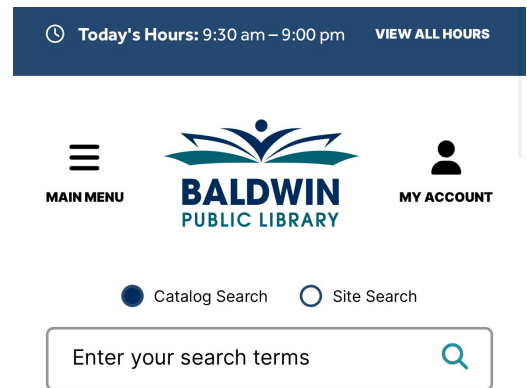 Today's Hours: 9:30 am – 9:00 pm VIEW ALL HOURS
MAIN MENU
BALDWIN
PUBLIC LIBRARY
MY ACCOUNT
Catalog Search Site Search
Enter your search terms